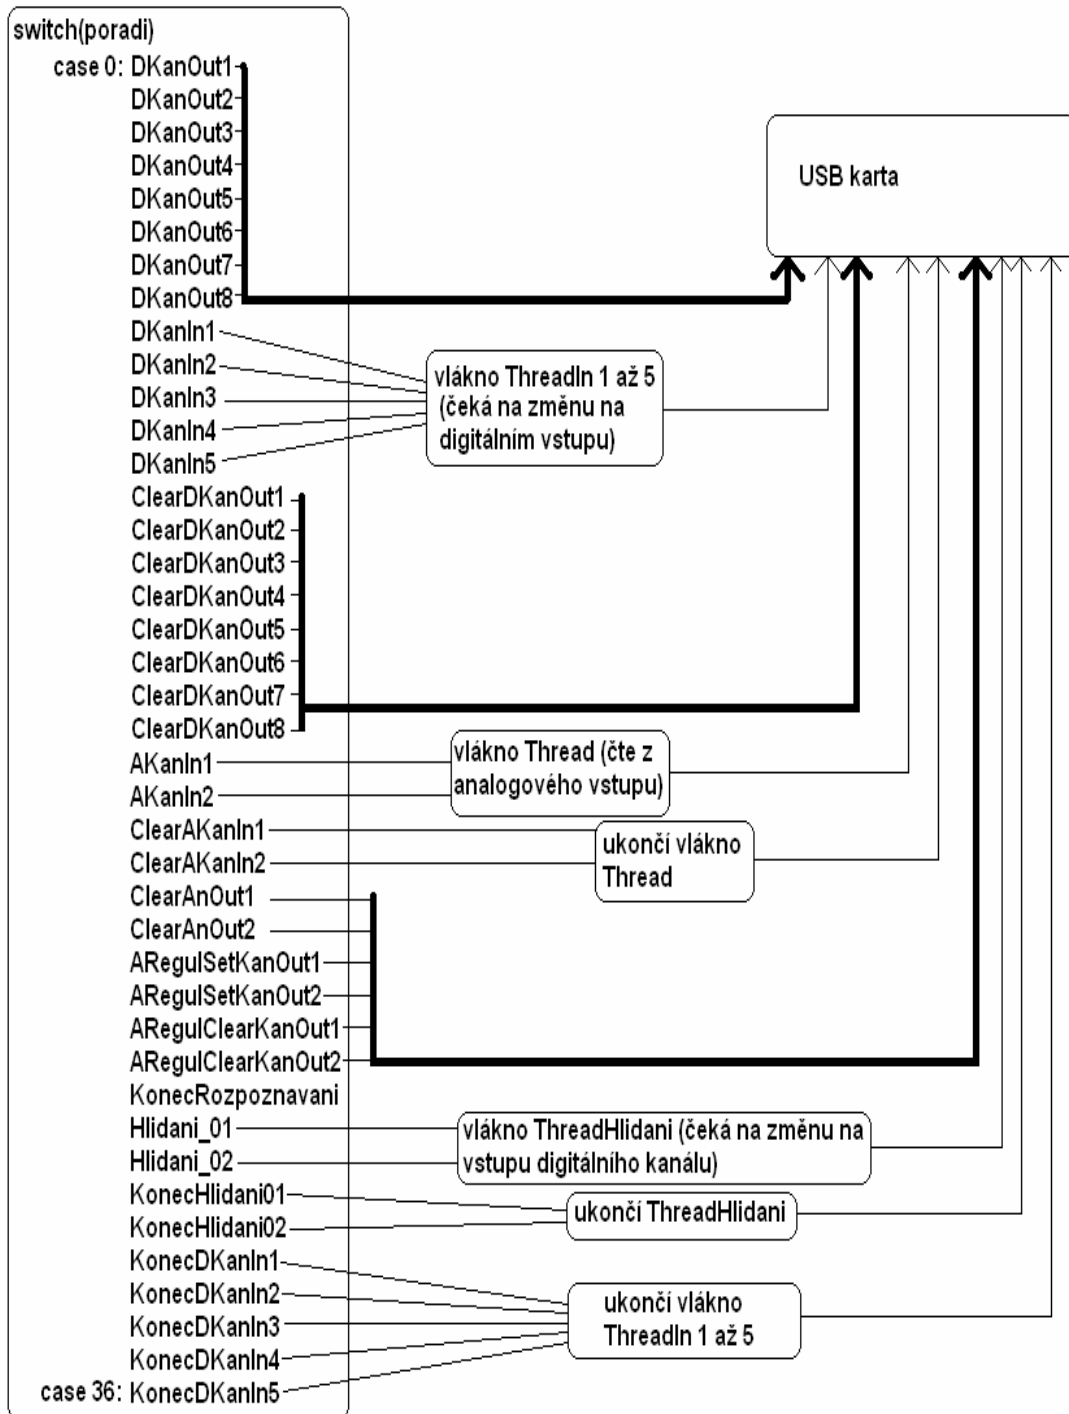 switch(poradi)
case 0: DKanOut1
DKanOut2
DKanOut3
DKanOut4
DKanOut5
DKanOut6
DKanOut7
DKanOut8
DKanIn1
DKanIn2
DKanIn3
DKanIn4
DKanIn5
ClearDKanOut1
ClearDKanOut2
ClearDKanOut3
ClearDKanOut4
ClearDKanOut5
ClearDKanOut6
ClearDKanOut7
ClearDKanOut8
AKanIn1
AKanIn2
ClearAKanIn1
ClearAKanIn2
ClearAnOut1
ClearAnOut2
ARegulSetKanOut1
ARegulSetKanOut2
ARegulClearKanOut1
ARegulClearKanOut2
KonecRozpoznavani
Hlidani_01
Hlidani_02
KonecHlidani01
KonecHlidani02
KonecDKanIn1
KonecDKanIn2
KonecDKanIn3
KonecDKanIn4
case 36: KonecDKanIn5
USB karta
vlákno ThreadIn 1 až 5
(čeká na změnu na
digitálním vstupu)
vlákno Thread (čte z
analogového vstupu)
ukončí vlákno
Thread
vlákno ThreadHlidani (čeká na změnu na
vstupu digitálního kanálu)
ukončí ThreadHlidani
ukončí vlákno
ThreadIn 1 až 5